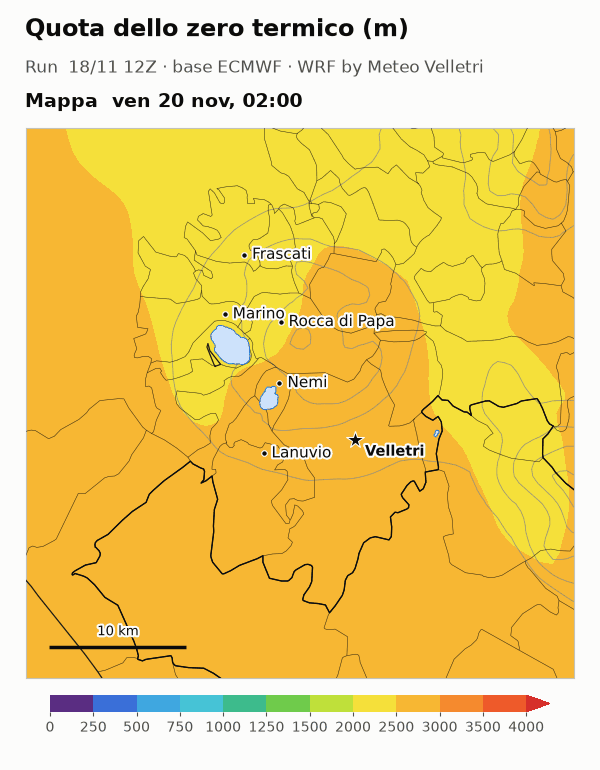 Quota dello zero termico (m)
Run  18/11 12Z · base ECMWF · WRF by Meteo Velletri
Mappa  ven 20 nov, 02:00
Frascati
Marino
Rocca di Papa
Nemi
Velletri
Lanuvio
10 km
0 250 500 750 1000 1250 1500 2000 2500 3000 3500 4000